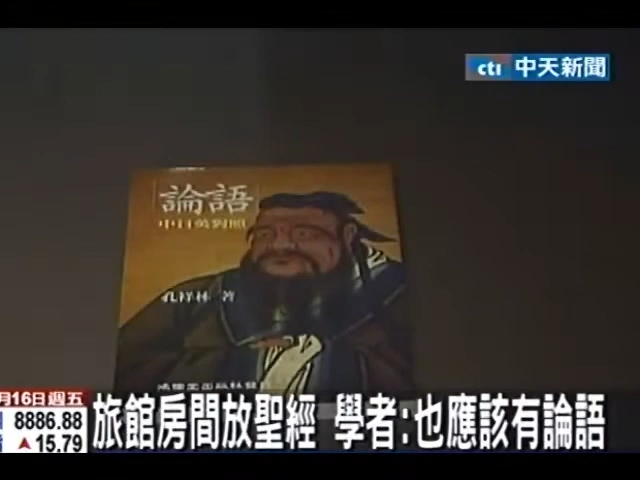 cti 中天新聞
論語
中日英對照
孔祥林 著
月16日週五
8886.88
▲15.79
旅館房間放聖經 學者:也應該有論語